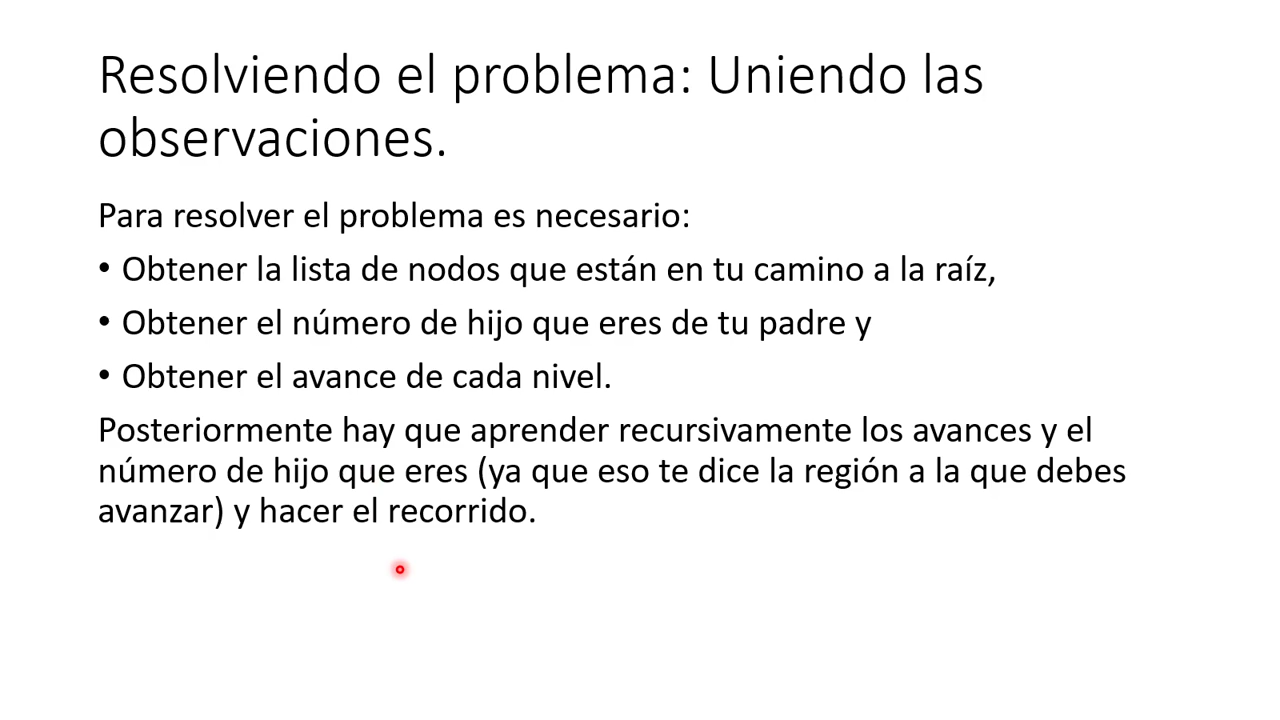 Resolviendo el problema: Uniendo las
observaciones.
Para resolver el problema es necesario:
• Obtener la lista de nodos que están en tu camino a la raíz,
• Obtener el número de hijo que eres de tu padre y
• Obtener el avance de cada nivel.
Posteriormente hay que aprender recursivamente los avances y el
número de hijo que eres (ya que eso te dice la región a la que debes
avanzar) y hacer el recorrido.